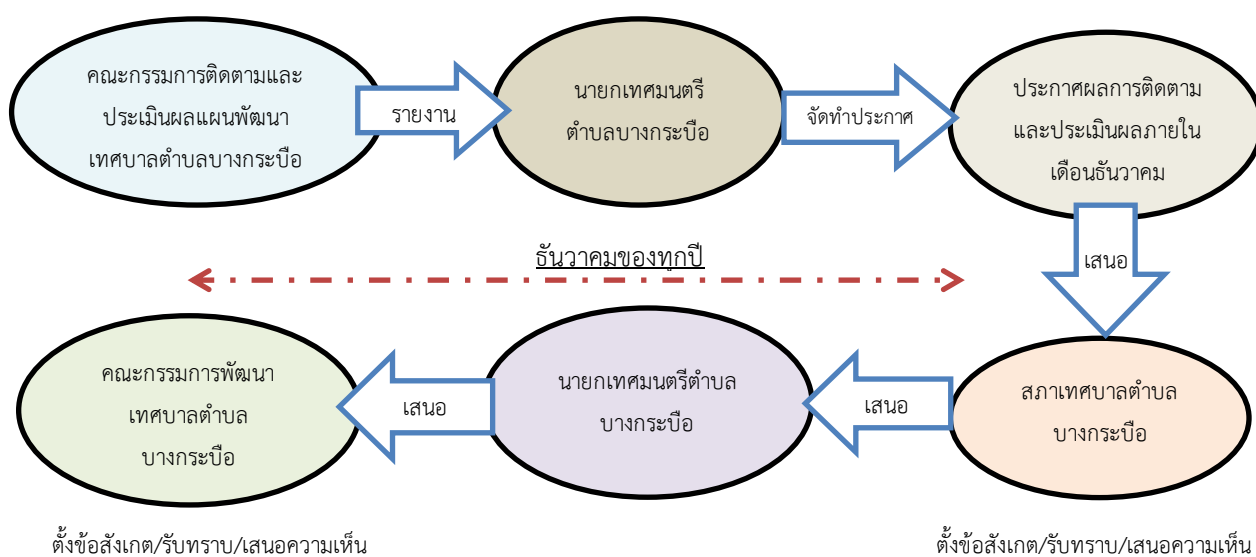 คณะกรรมการติดตามและ
ประเมินผลแผนพัฒนา
เทศบาลตำบลบางกระบือ
รายงาน
นายกเทศมนตรี
ตำบลบางกระบือ
จัดทำประกาศ
ประกาศผลการติดตาม
และประเมินผลภายใน
เดือนธันวาคม
เสนอ
ธันวาคมของทุกปี
สภาเทศบาลตำบล
บางกระบือ
เสนอ
นายกเทศมนตรีตำบล
บางกระบือ
เสนอ
คณะกรรมการพัฒนา
เทศบาลตำบล
บางกระบือ
ตั้งข้อสังเกต/รับทราบ/เสนอความเห็น
ตั้งข้อสังเกต/รับทราบ/เสนอความเห็น